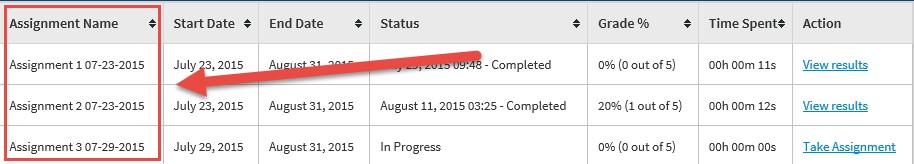 Assignment Name Start Date End Date Status Grade % Time Spent Action
Assignment 1 07-23-2015 July 23, 2015 August 31, 2015 23, 2015 09:48 - Completed 0% (0 out of 5) 00h 00m 11s View results
Assignment 2 07-23-2015 July 23, 2015 August 31, 2015 August 11, 2015 03:25 - Completed 20% (1 out of 5) 00h 00m 12s View results
Assignment 3 07-29-2015 July 29, 2015 August 31, 2015 In Progress 0% (0 out of 5) 00h 00m 00s Take Assignment